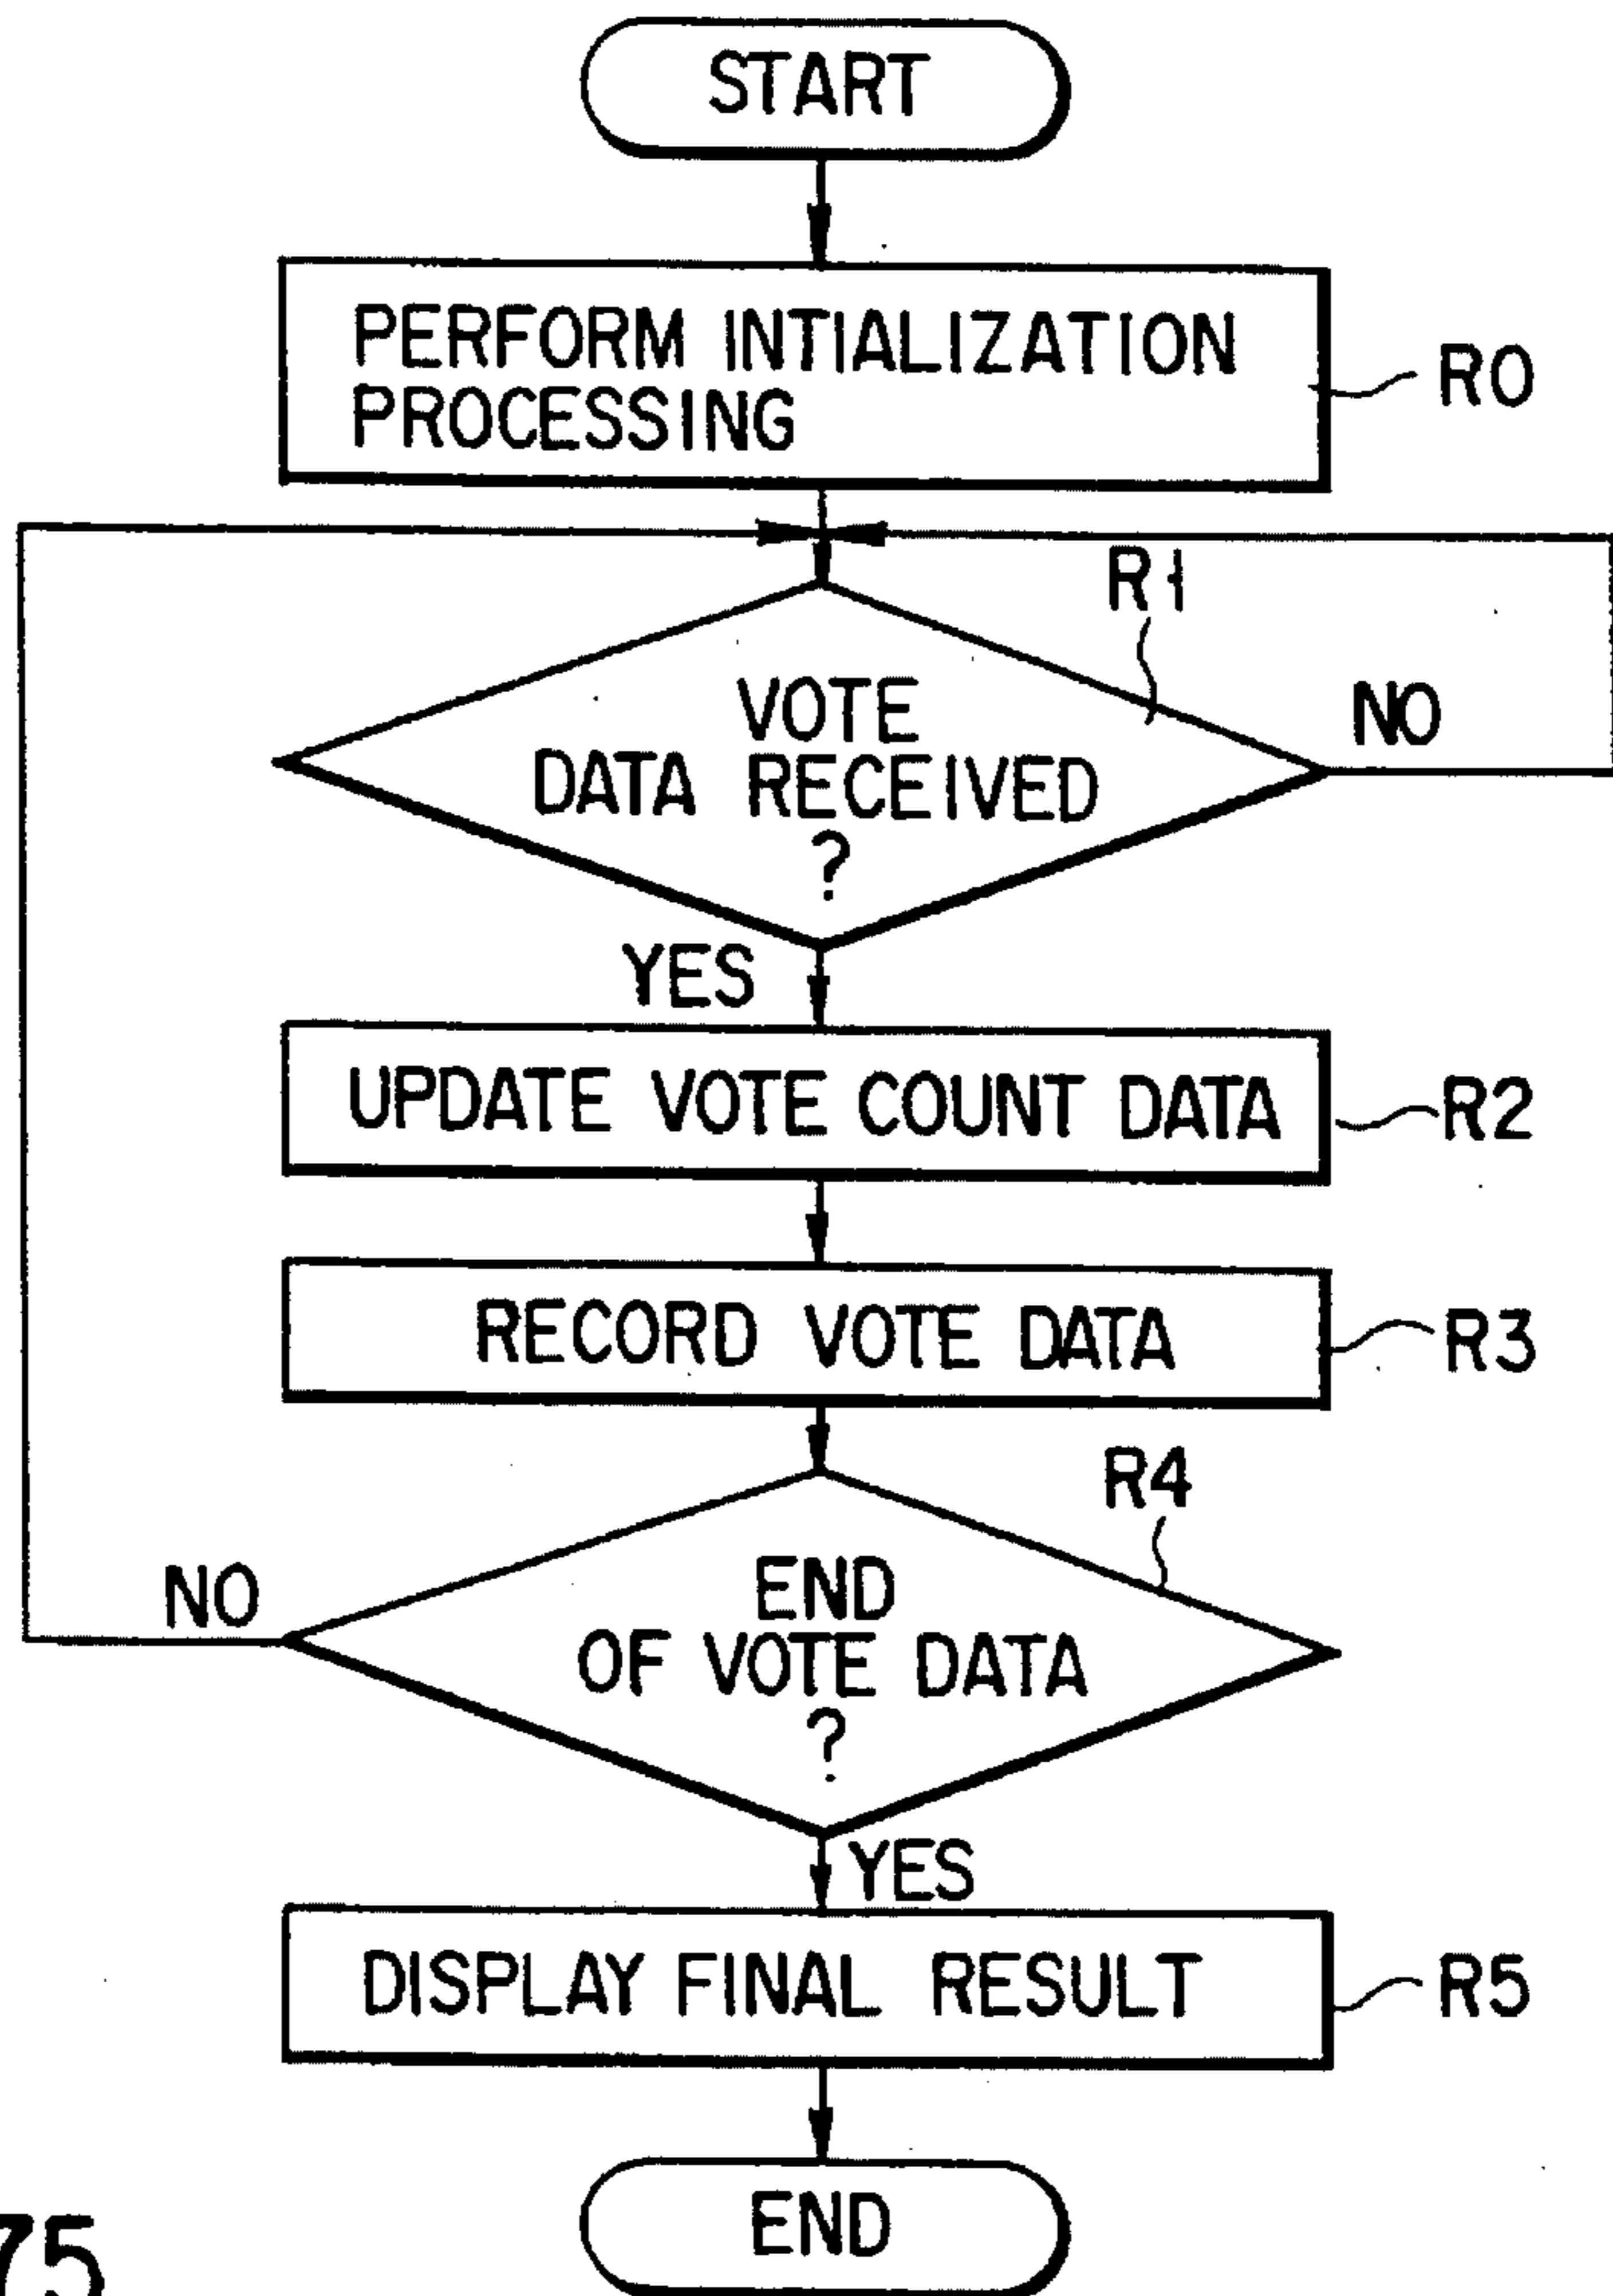 START
PERFORM INTIALIZATION
PROCESSING
R0
R1
VOTE
DATA RECEIVED
?
NO
YES
UPDATE VOTE COUNT DATA
R2
RECORD VOTE DATA
R3
R4
END
OF VOTE DATA
?
NO
YES
DISPLAY FINAL RESULT
R5
END
75